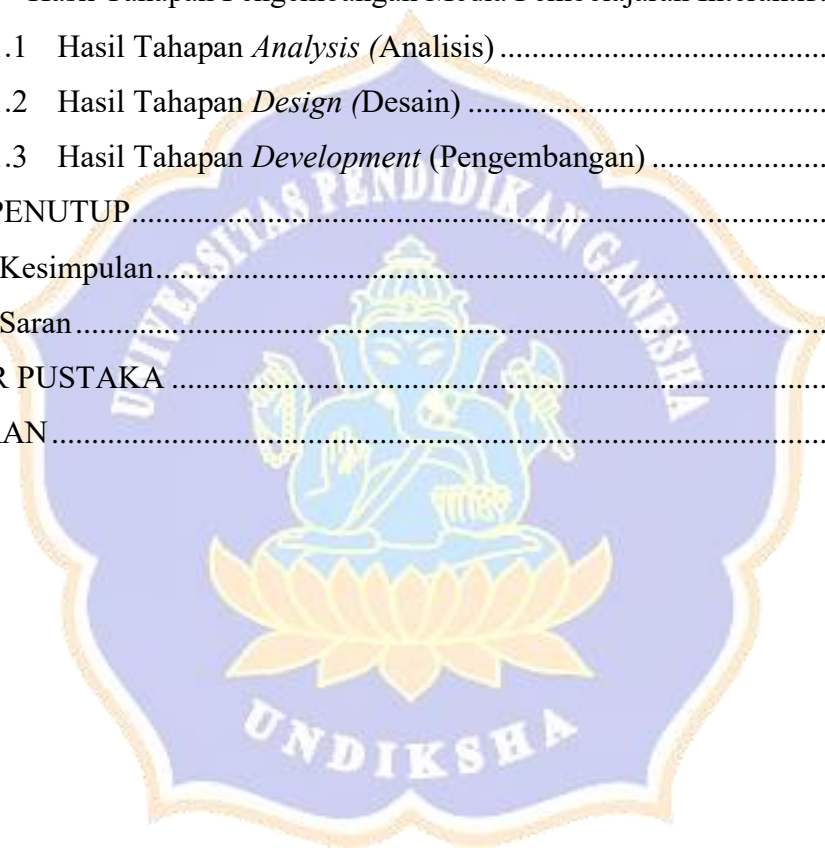 Hasil Tahapan Pengembangan Media Pembelajaran Interaktif
.1 Hasil Tahapan Analysis (Analisis)
.2 Hasil Tahapan Design (Desain)
.3 Hasil Tahapan Development (Pengembangan)
PENUTUP
Kesimpulan
Saran
R PUSTAKA
RAN
UNIVERSITAS PENDIDIKAN GANESHA
UNDIKSHA